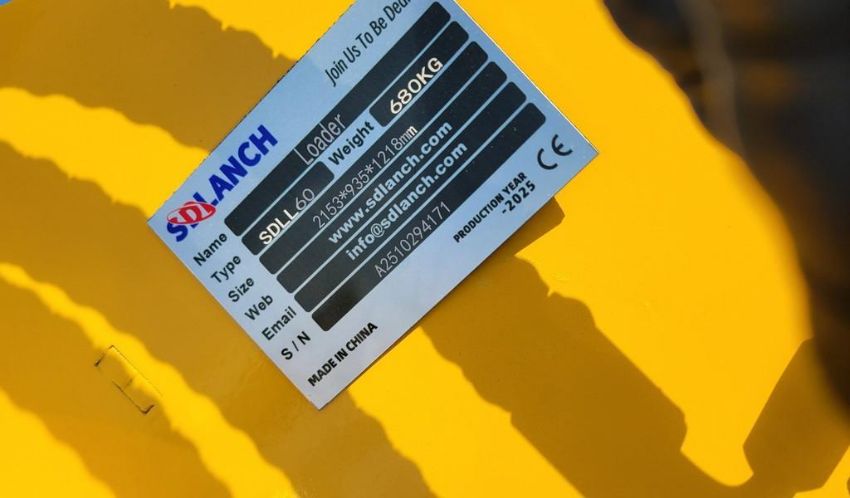 SDLANCH
Join Us To Be
Name Loader
Type SDLL60 Weight 680KG
Size 2153*935*1218mm
Web www.sdlanch.com
Email info@sdlanch.com
S / N A2510294171
MADE IN CHINA
PRODUCTION YEAR
-2025
CE